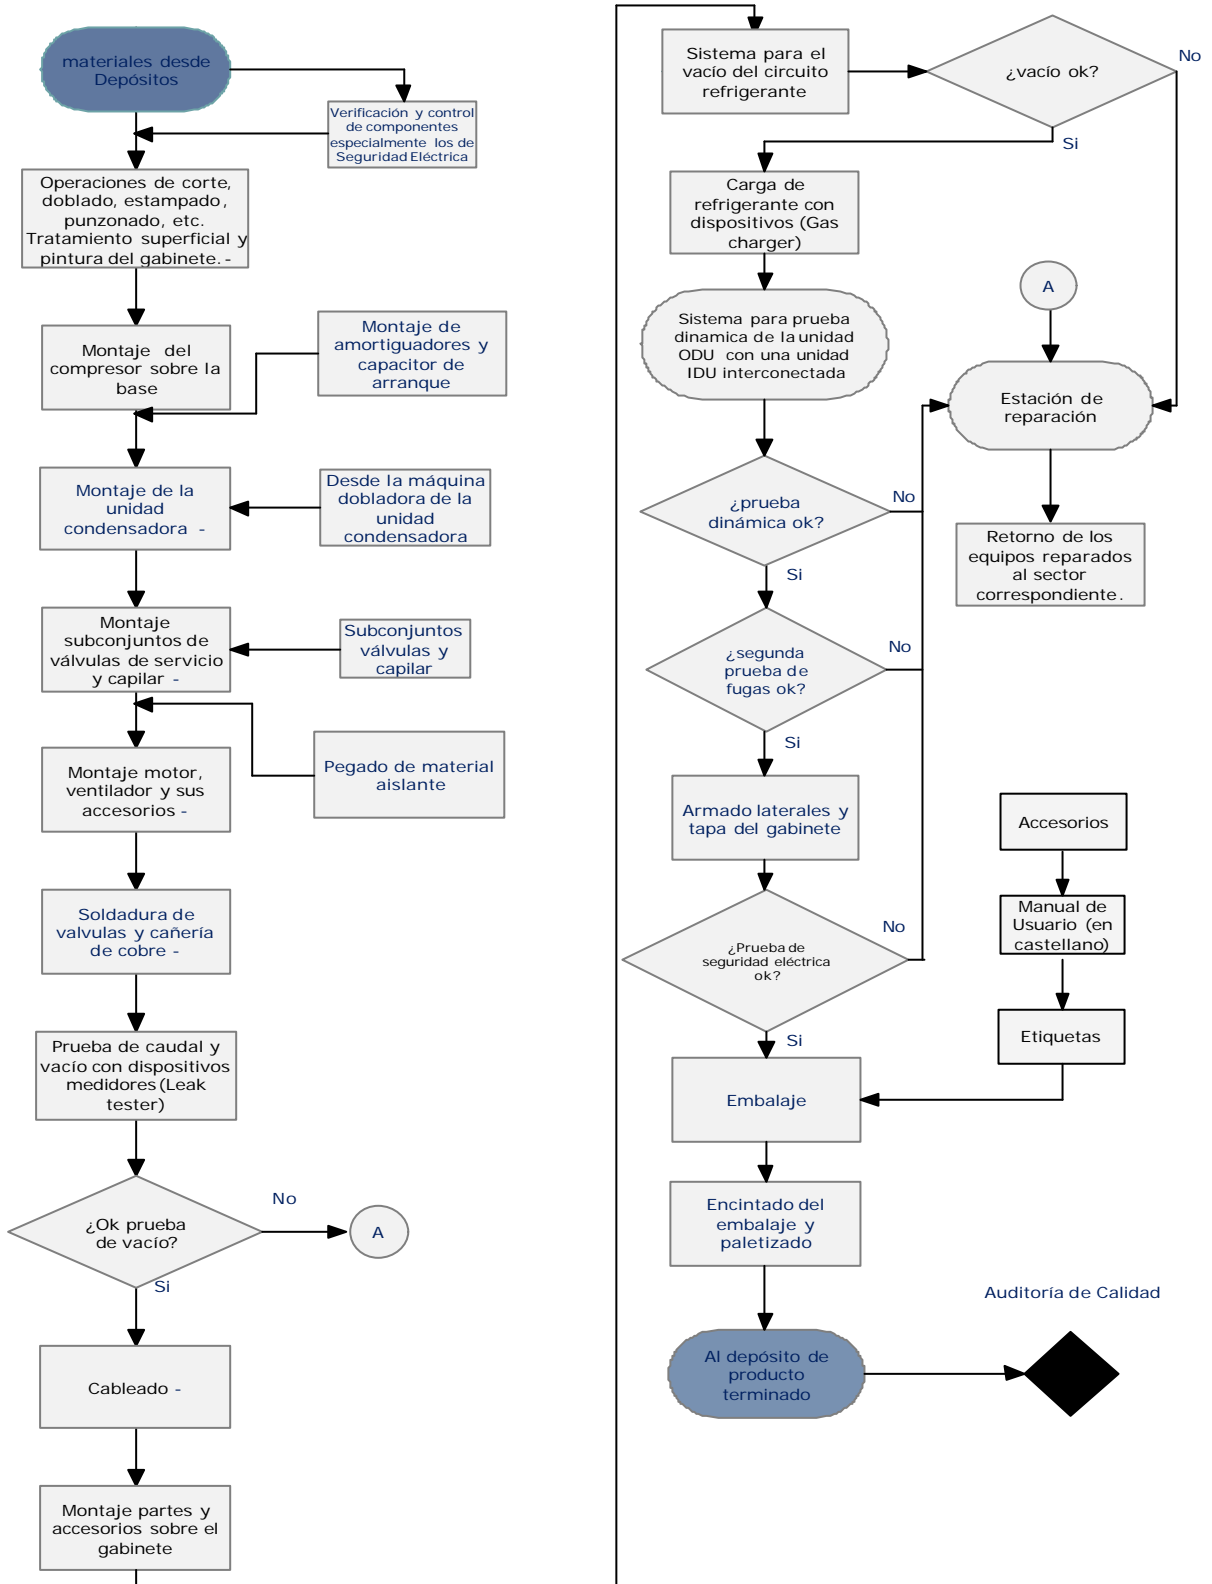 materiales desde
Depósitos
Verificación y control
de componentes
especialmente los de
Seguridad Eléctrica
Operaciones de corte,
doblado, estampado,
punzonado, etc.
Tratamiento superficial y
pintura del gabinete. -
Montaje del
compresor sobre la
base
Montaje de
amortiguadores y
capacitor de
arranque
Montaje de la
unidad
condensadora -
Desde la máquina
dobladora de la
unidad
condensadora
Montaje
subconjuntos de
válvulas de servicio
y capilar -
Subconjuntos
válvulas y
capilar
Montaje motor,
ventilador y sus
accesorios -
Pegado de material
aislante
Soldadura de
valvulas y cañería
de cobre -
Prueba de caudal y
vacío con dispositivos
medidores (Leak
tester)
¿Ok prueba
de vacío?
No
A
Si
Cableado -
Montaje partes y
accesorios sobre el
gabinete
Sistema para el
vacío del circuito
refrigerante
¿vacío ok?
No
Si
Carga de
refrigerante con
dispositivos (Gas
charger)
A
Sistema para prueba
dinamica de la unidad
ODU con una unidad
IDU interconectada
Estación de
reparación
¿prueba
dinámica ok?
No
Si
Retorno de los
equipos reparados
al sector
correspondiente.
¿segunda
prueba de
fugas ok?
No
Si
Armado laterales y
tapa del gabinete
Accesorios
Manual de
Usuario (en
castellano)
¿Prueba de
seguridad eléctrica
ok?
No
Si
Etiquetas
Embalaje
Encintado del
embalaje y
paletizado
Auditoría de Calidad
Al depósito de
producto
terminado